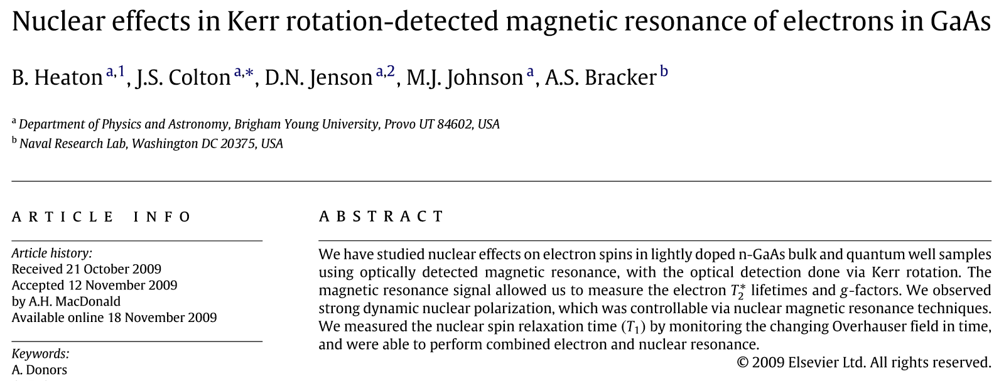 Nuclear effects in Kerr rotation-detected magnetic resonance of electrons in GaAs
B. Heaton a,1, J.S. Colton a,*, D.N. Jenson a,2, M.J. Johnson a, A.S. Bracker b
a Department of Physics and Astronomy, Brigham Young University, Provo UT 84602, USA
b Naval Research Lab, Washington DC 20375, USA
ARTICLE INFO
Article history:
Received 21 October 2009
Accepted 12 November 2009
by A.H. MacDonald
Available online 18 November 2009
Keywords:
A. Donors
ABSTRACT
We have studied nuclear effects on electron spins in lightly doped n-GaAs bulk and quantum well samples
using optically detected magnetic resonance, with the optical detection done via Kerr rotation. The
magnetic resonance signal allowed us to measure the electron T2* lifetimes and g-factors. We observed
strong dynamic nuclear polarization, which was controllable via nuclear magnetic resonance techniques.
We measured the nuclear spin relaxation time (T1) by monitoring the changing Overhauser field in time,
and were able to perform combined electron and nuclear resonance.
© 2009 Elsevier Ltd. All rights reserved.